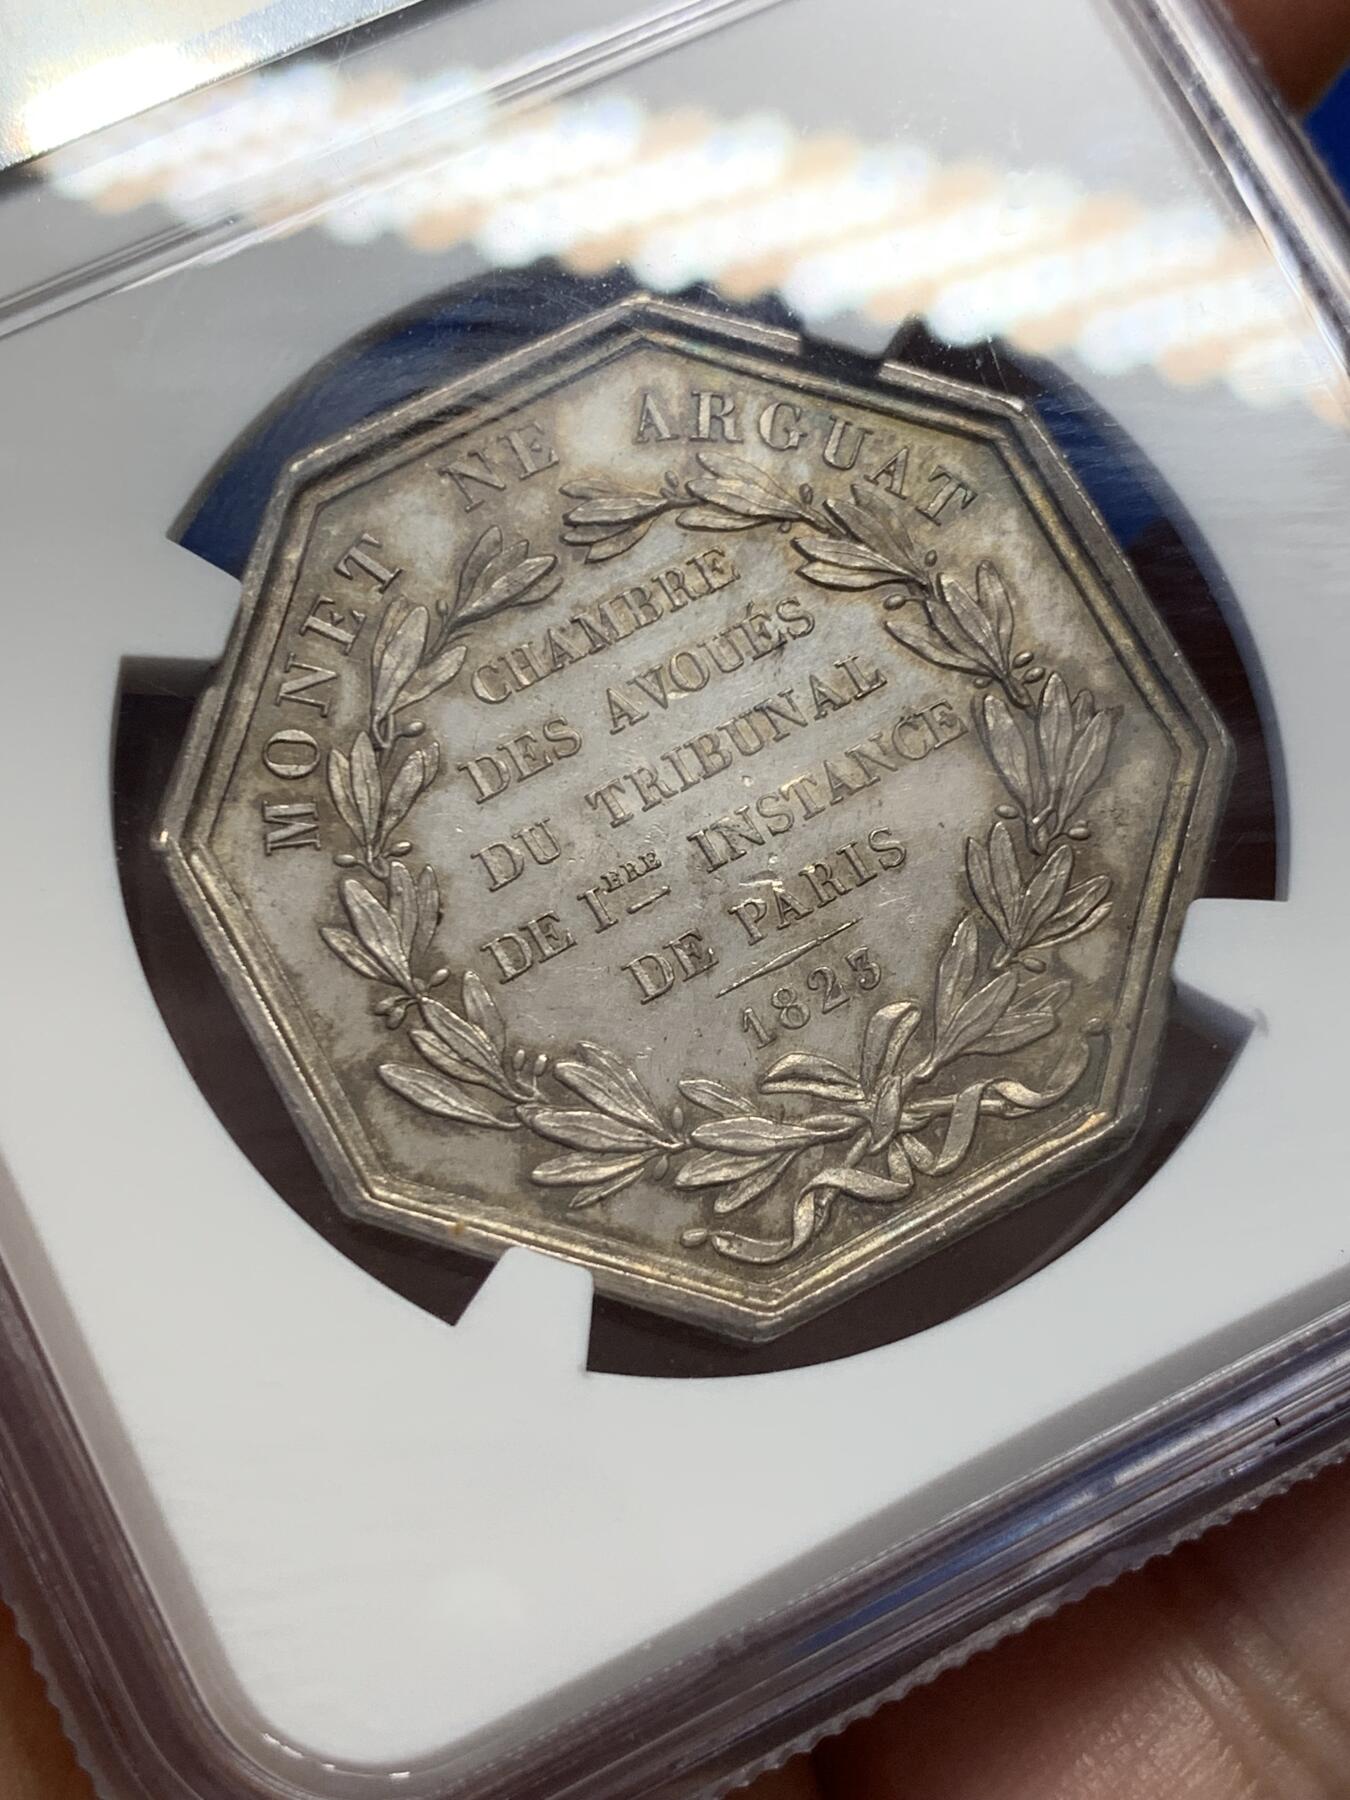 MONET NE ARGUAT
CHAMBRE
DES AVOUÉS
DU TRIBUNAL
DE 1ERE INSTANCE
DE PARIS
1823